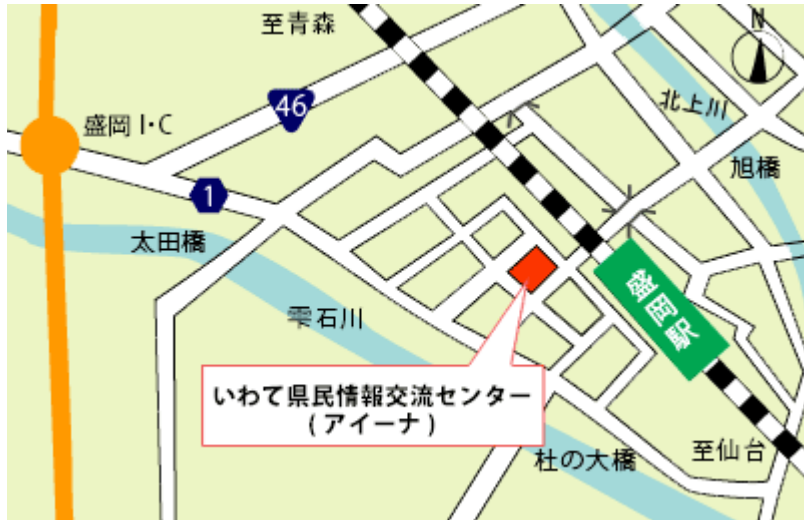 至青森
N
46
盛岡 I・C
北上川
旭橋
1
太田橋
盛岡駅
雫石川
いわて県民情報交流センター
(アイーナ)
杜の大橋
至仙台